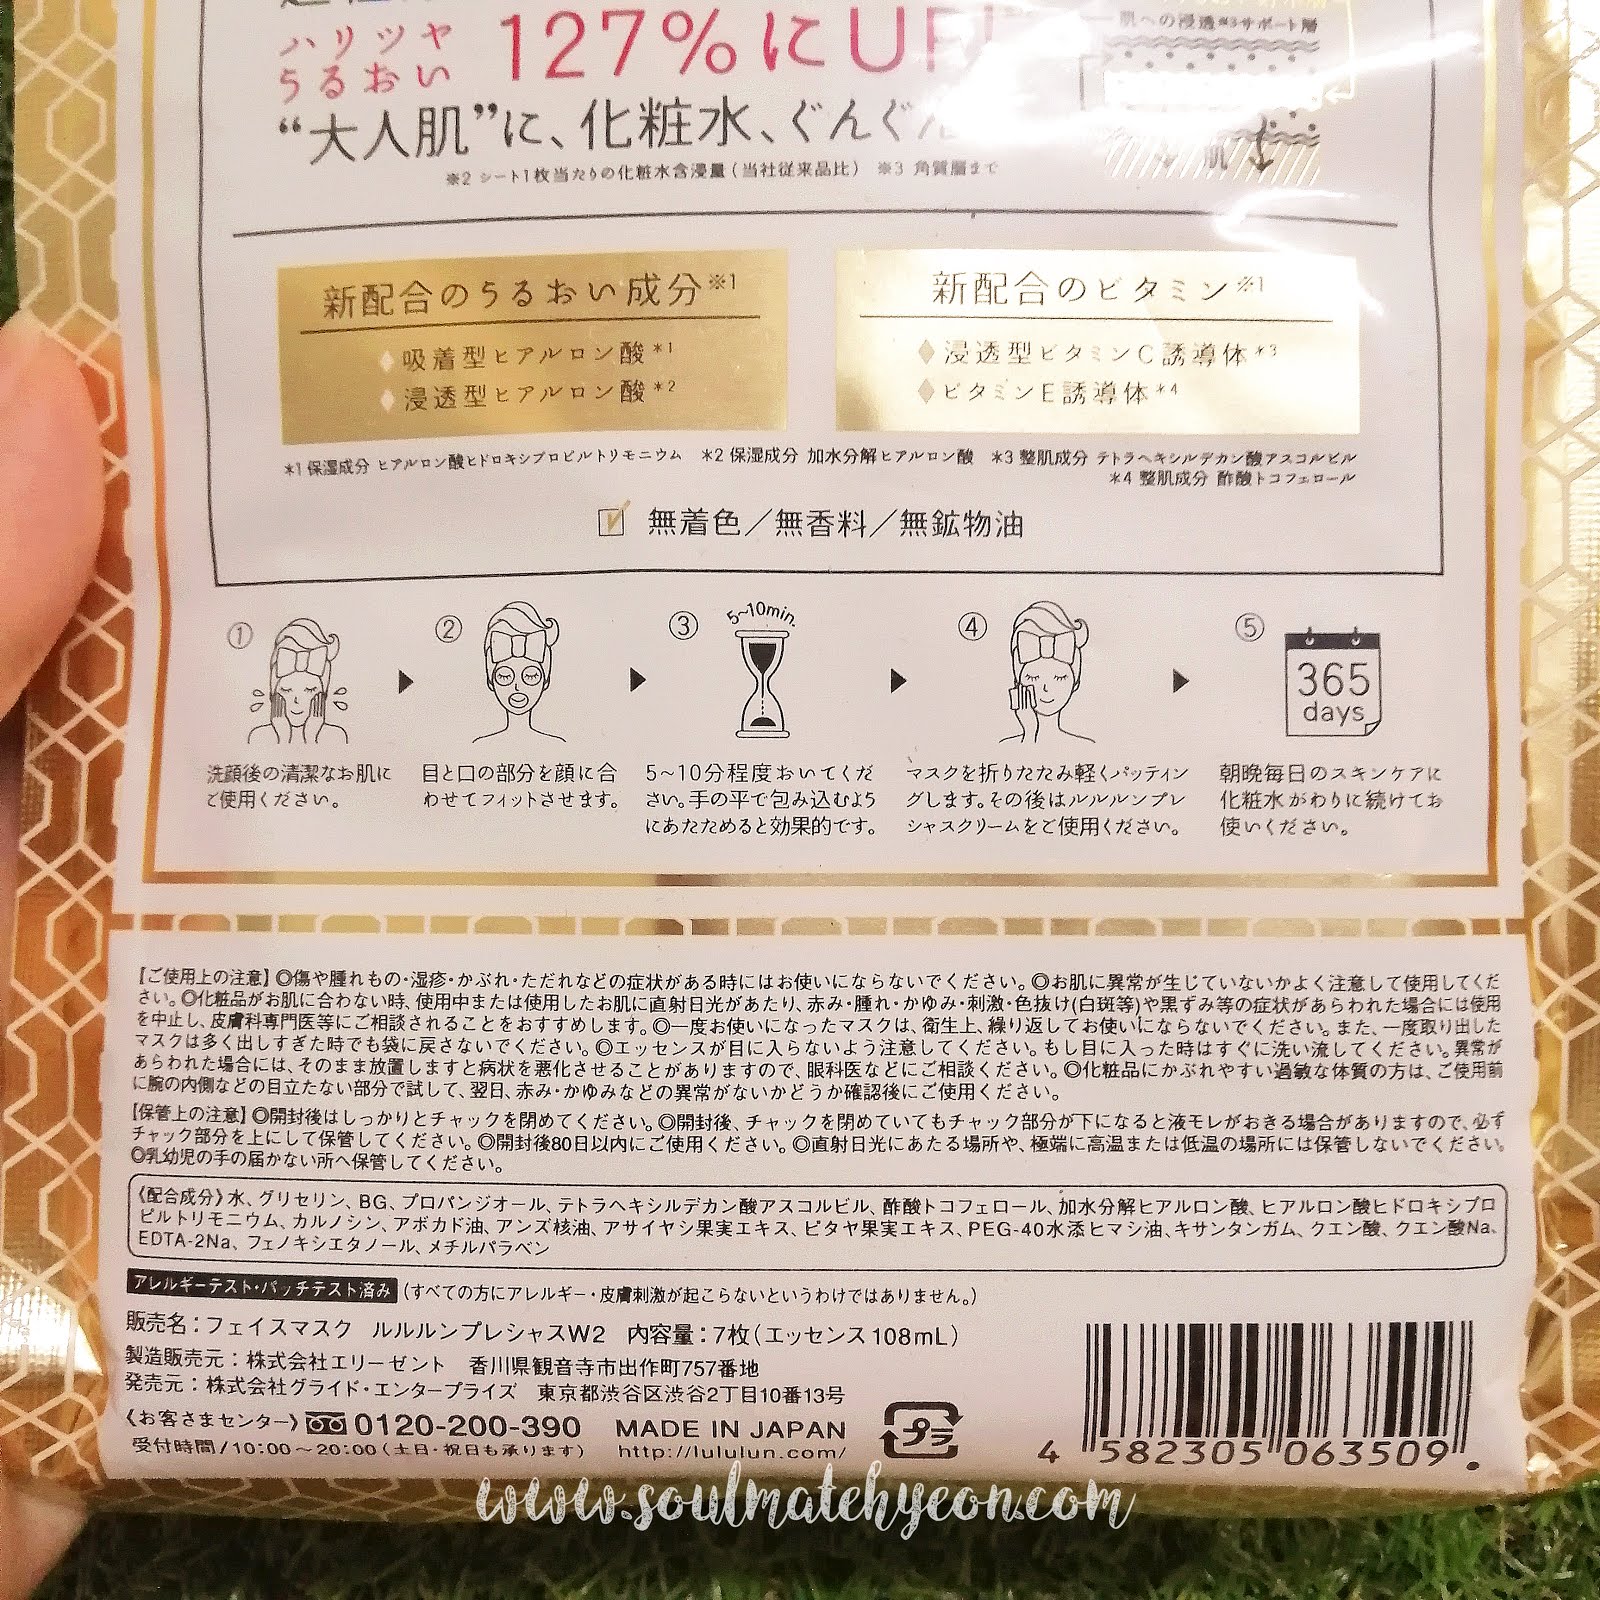 肌への浸透※3サポート層
ハリツヤ
うるおい 127%にUP!
“大人肌”に、化粧水、ぐんぐん
肌
※2 シート1枚当たりの化粧水含浸量(当社従来品比) ※3 角質層まで
新配合のうるおい成分※1
吸着型ヒアルロン酸*1
浸透型ヒアルロン酸*2
新配合のビタミン※1
浸透型ビタミンC誘導体*3
ビタミンE誘導体*4
*1 保湿成分 ヒアルロン酸ヒドロキシプロピルトリモニウム *2 保湿成分 加水分解ヒアルロン酸 *3 整肌成分 テトラヘキシルデカン酸アスコルビル
*4 整肌成分 酢酸トコフェロール
無着色/無香料/無鉱物油
①
洗顔後の清潔なお肌に
ご使用ください。
②
目と口の部分を顔に合
わせてフィットさせます。
③ 5~10min.
5~10分程度おいてくだ
さい。手の平で包み込むよう
にあたためると効果的です。
④
マスクを折りたたみ軽くパッティン
グします。その後はルルルンプレ
シャスクリームをご使用ください。
⑤
365
days
朝晩毎日のスキンケアに
化粧水がわりに続けてお
使いください。
【ご使用上の注意】◎傷や腫れもの・湿疹・かぶれ・ただれなどの症状がある時にはお使いにならないでください。◎お肌に異常が生じていないかよく注意して使用してくだ
さい。◎化粧品がお肌に合わない時、使用中または使用したお肌に直射日光があたり、赤み・腫れ・かゆみ・刺激・色抜け(白斑等)や黒ずみ等の症状があらわれた場合には使用
を中止し、皮膚科専門医等にご相談されることをおすすめします。◎一度お使いになったマスクは、衛生上、繰り返してお使いにならないでください。また、一度取り出した
マスクは多く出しすぎた時でも袋に戻さないでください。◎エッセンスが目に入らないよう注意してください。もし目に入った時はすぐに洗い流してください。異常が
あらわれた場合には、そのまま放置しますと病状を悪化させることがありますので、眼科医などにご相談ください。◎化粧品にかぶれやすい過敏な体質の方は、ご使用前
に腕の内側などの目立たない部分で試して、翌日、赤み・かゆみなどの異常がないかどうか確認後にご使用ください。
【保管上の注意】◎開封後はしっかりとチャックを閉めてください。◎開封後、チャックを閉めていてもチャック部分が下になると液モレがおきる場合がありますので、必ず
チャック部分を上にして保管してください。◎開封後80日以内にご使用ください。◎直射日光にあたる場所や、極端に高温または低温の場所には保管しないでください。
◎乳幼児の手の届かない所へ保管してください。
《配合成分》水、グリセリン、BG、プロパンジオール、テトラヘキシルデカン酸アスコルビル、酢酸トコフェロール、加水分解ヒアルロン酸、ヒアルロン酸ヒドロキシプロ
ピルトリモニウム、カルノシン、アボカド油、アンズ核油、アサイヤシ果実エキス、ピタヤ果実エキス、PEG-40水添ヒマシ油、キサンタンガム、クエン酸、クエン酸Na、
EDTA-2Na、フェノキシエタノール、メチルパラベン
アレルギーテスト・パッチテスト済み (すべての方にアレルギー・皮膚刺激が起こらないというわけではありません。)
販売名:フェイスマスク ルルルンプレシャスW2 内容量:7枚(エッセンス108mL)
製造販売元:株式会社エリーゼント 香川県観音寺市出作町757番地
発売元:株式会社グライド・エンタープライズ 東京都渋谷区渋谷2丁目10番13号
《お客さまセンター》 0120-200-390 MADE IN JAPAN
受付時間/10:00~20:00(土日・祝日も承ります) http://lululun.com/
プラ
4 582305 063509
www.soulmatehyeon.com